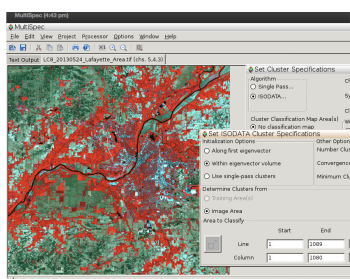 MultiSpec (4:43 pm)
MultiSpec
File Edit View Project Processor Options Window Help
Text Output LC8_20130524_Lafayette_Area.tif (chs. 5,4,3)
Set Cluster Specifications
Algorithm
Single Pass...
ISODATA...
Cluster Classification Map Area(s)
No classification map
Set ISODATA Cluster Specifications
Initialization Options
Other Option
Along first eigenvector
Number Clus
Within eigenvector volume
Convergenc
Use single-pass clusters
Minimum Clu
Determine Clusters from
Training Area(s)
Image Area
Area to Classify
Start End
Line 1 1089
Column 1 1080